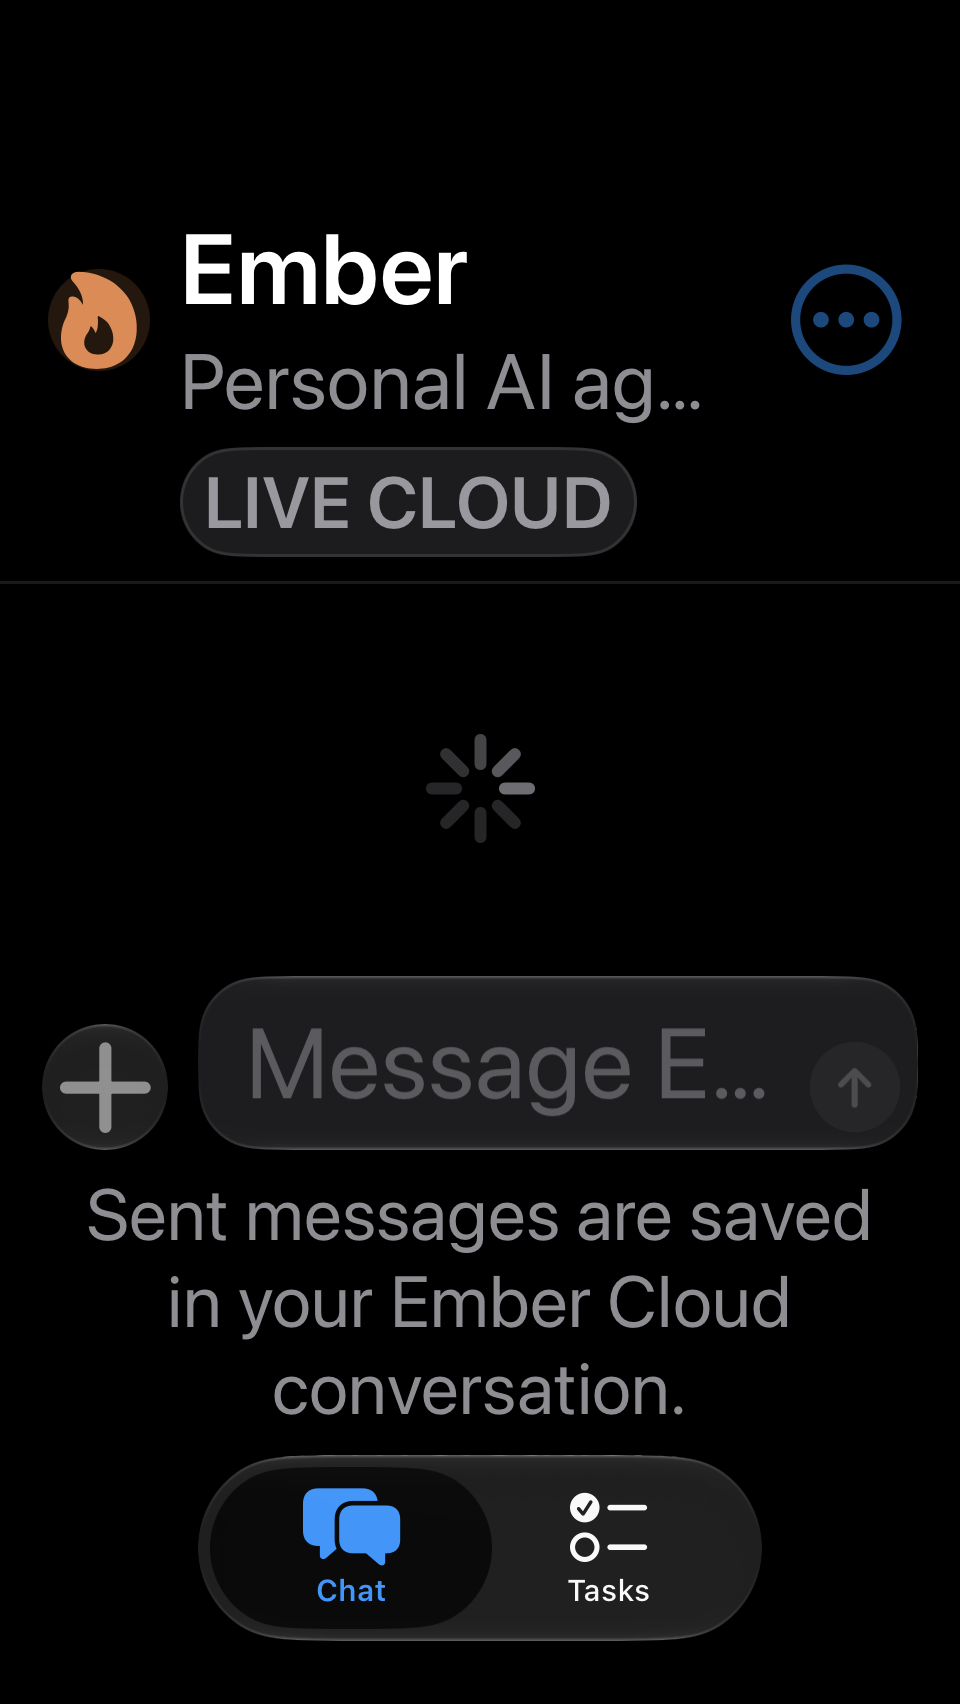 Ember
Personal AI ag...
LIVE CLOUD
Message E...
Sent messages are saved
in your Ember Cloud
conversation.
Chat
Tasks